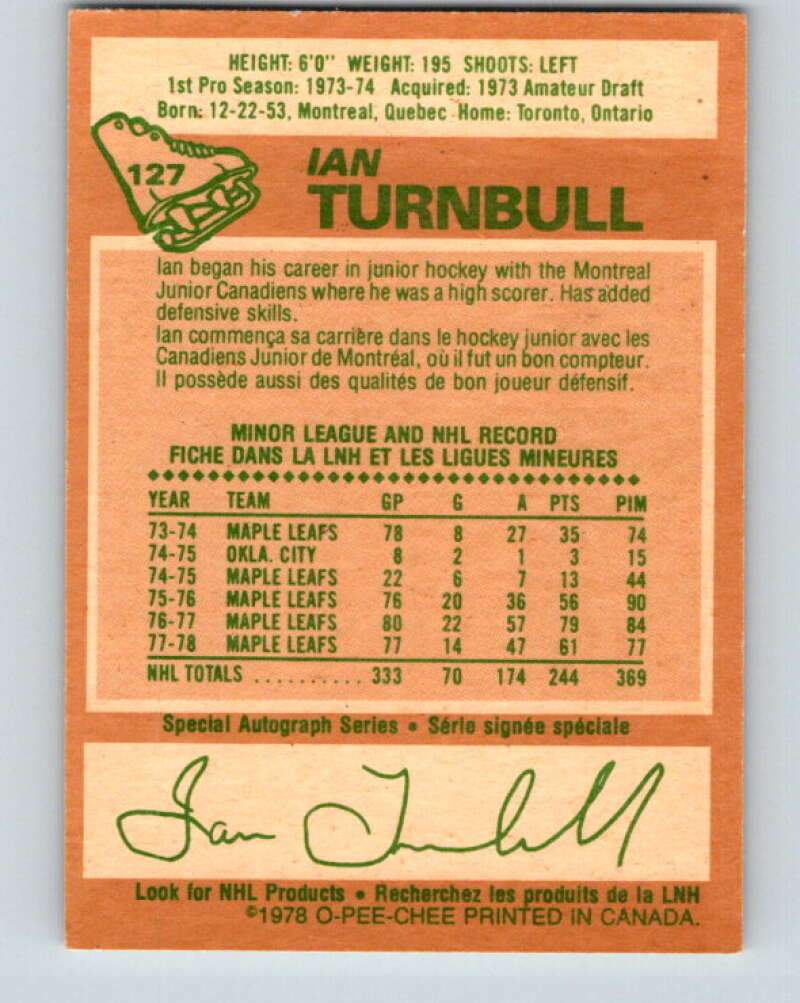 HEIGHT: 6'0" WEIGHT: 195 SHOOTS: LEFT
1st Pro Season: 1973-74 Acquired: 1973 Amateur Draft
Born: 12-22-53, Montreal, Quebec Home: Toronto, Ontario
127
IAN
TURNBULL
Ian began his career in junior hockey with the Montreal
Junior Canadiens where he was a high scorer. Has added
defensive skills.
Ian commença sa carrière dans le hockey junior avec les
Canadiens Junior de Montréal, où il fut un bon compteur.
Il possède aussi des qualités de bon joueur défensif.
MINOR LEAGUE AND NHL RECORD
FICHE DANS LA LNH ET LES LIGUES MINEURES
YEAR TEAM GP G A PTS PIM
73-74 MAPLE LEAFS 78 8 27 35 74
74-75 OKLA. CITY 8 2 1 3 15
74-75 MAPLE LEAFS 22 6 7 13 44
75-76 MAPLE LEAFS 76 20 36 56 90
76-77 MAPLE LEAFS 80 22 57 79 84
77-78 MAPLE LEAFS 77 14 47 61 77
NHL TOTALS .......... 333 70 174 244 369
Special Autograph Series • Série signée spéciale
Ian Turnbull
Look for NHL Products • Recherchez les produits de la LNH
©1978 O-PEE-CHEE PRINTED IN CANADA.